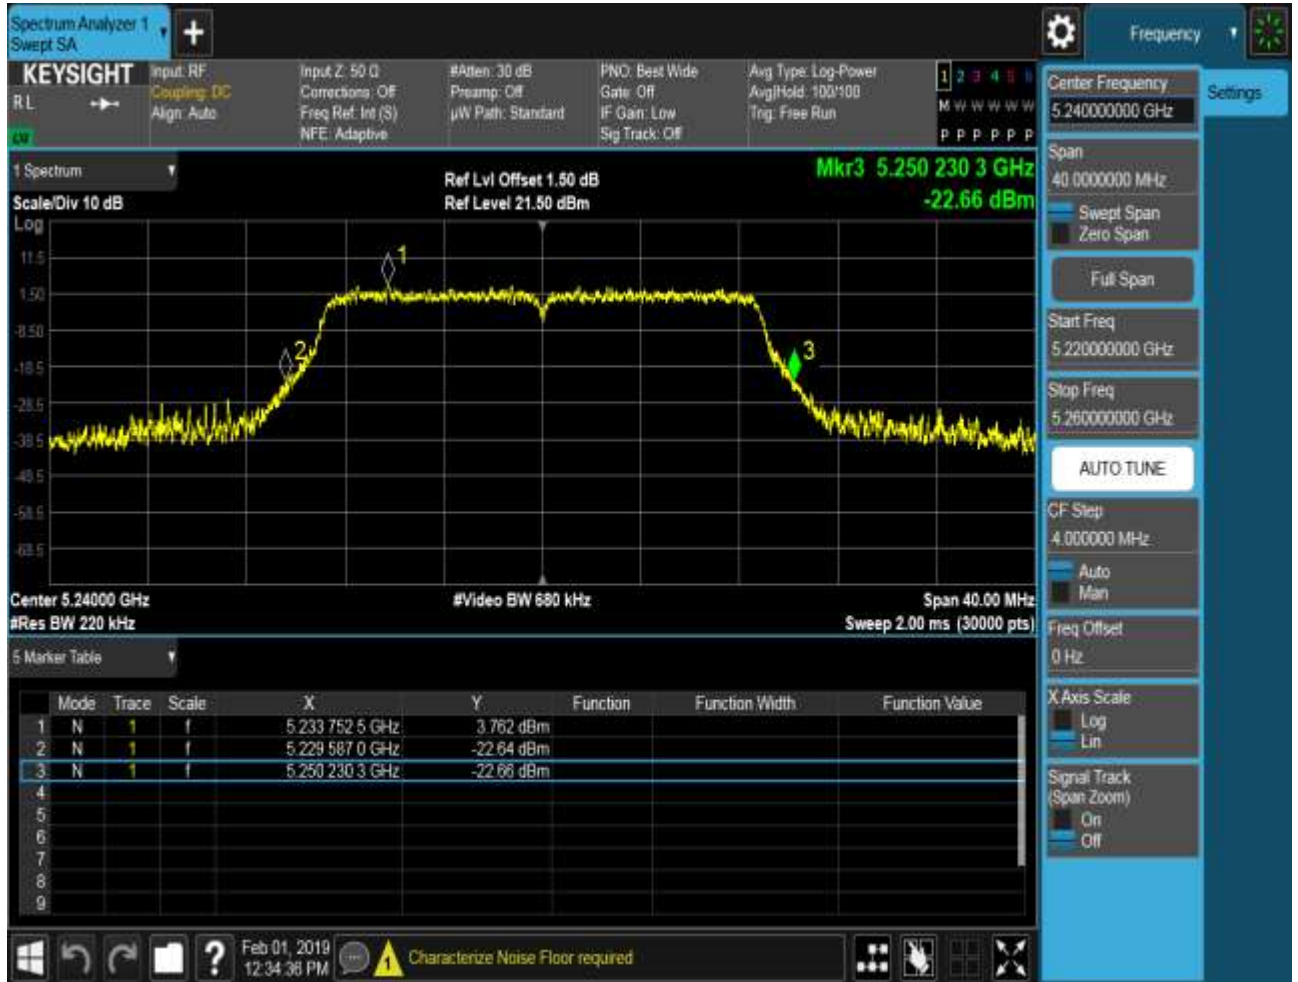 Spectrum Analyzer 1
Swept SA
+
Frequency
KEYSIGHT
R L
Input: RF
Coupling: DC
Align: Auto
Input Z: 50 Ω
Corrections: Off
Freq Ref: Int (S)
NFE: Adaptive
#Atten: 30 dB
Preamp: Off
µW Path: Standard
PNO: Best Wide
Gate: Off
IF Gain: Low
Sig Track: Off
Avg Type: Log-Power
Avg|Hold: 100/100
Trig: Free Run
1 2 3 4 5 6
M W W W W W
P P P P P P
1 Spectrum
Scale/Div 10 dB
Ref Lvl Offset 1.50 dB
Ref Level 21.50 dBm
Mkr3 5.250 230 3 GHz
-22.66 dBm
Log
11.5
1.50
-8.50
-18.5
-28.5
-38.5
-48.5
-58.5
-68.5
1
2
3
Center 5.24000 GHz
#Res BW 220 kHz
#Video BW 680 kHz
Span 40.00 MHz
Sweep 2.00 ms (30000 pts)
5 Marker Table
Mode Trace Scale X Y Function Function Width Function Value
1 N 1 f 5.233 752 5 GHz 3.762 dBm
2 N 1 f 5.229 587 0 GHz -22.64 dBm
3 N 1 f 5.250 230 3 GHz -22.66 dBm
4
5
6
7
8
9
?
Feb 01, 2019
12:34:36 PM
1
Characterize Noise Floor required
Center Frequency
5.240000000 GHz
Settings
Span
40.0000000 MHz
Swept Span
Zero Span
Full Span
Start Freq
5.220000000 GHz
Stop Freq
5.260000000 GHz
AUTO TUNE
CF Step
4.000000 MHz
Auto
Man
Freq Offset
0 Hz
X Axis Scale
Log
Lin
Signal Track
(Span Zoom)
On
Off